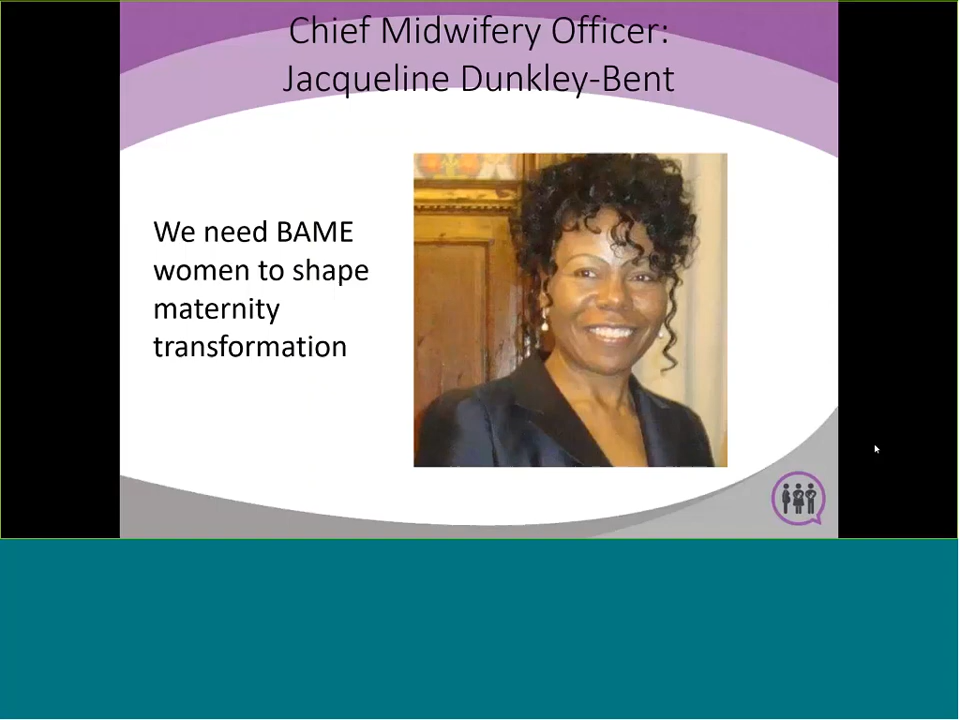 Chief Midwifery Officer:
Jacqueline Dunkley-Bent
We need BAME
women to shape
maternity
transformation